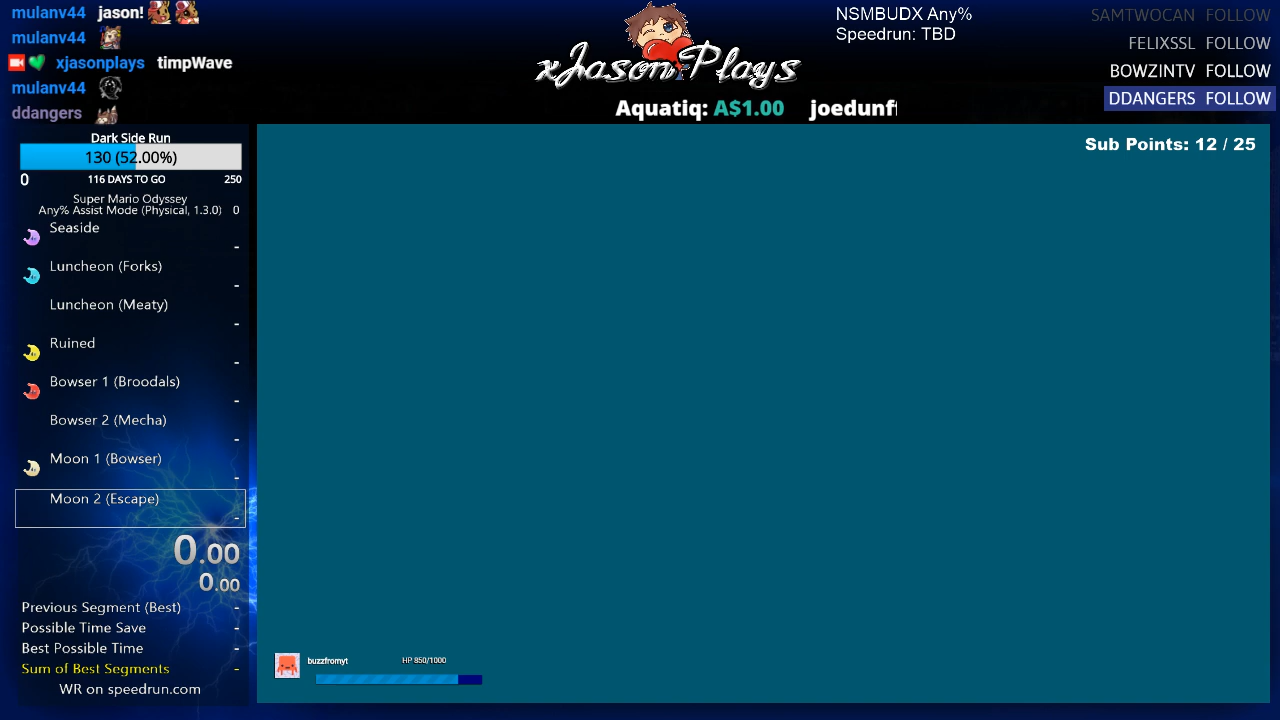 mulanv44 jason!
mulanv44
xjasonplays timpWave
mulanv44
ddangers
xJasonPlays
NSMBUDX Any%
Speedrun: TBD
SAMTWOCAN FOLLOW
FELIXSSL FOLLOW
BOWZINTV FOLLOW
DDANGERS FOLLOW
Aquatiq: A$1.00 joedunf
Dark Side Run
130 (52.00%)
0 116 DAYS TO GO 250
Super Mario Odyssey
Any% Assist Mode (Physical, 1.3.0) 0
Seaside
-
Luncheon (Forks)
-
Luncheon (Meaty)
-
Ruined
-
Bowser 1 (Broodals)
-
Bowser 2 (Mecha)
-
Moon 1 (Bowser)
-
Moon 2 (Escape)
-
0.00
0.00
Previous Segment (Best) -
Possible Time Save -
Best Possible Time -
Sum of Best Segments -
WR on speedrun.com
Sub Points: 12 / 25
buzzfromyt HP 850/1000